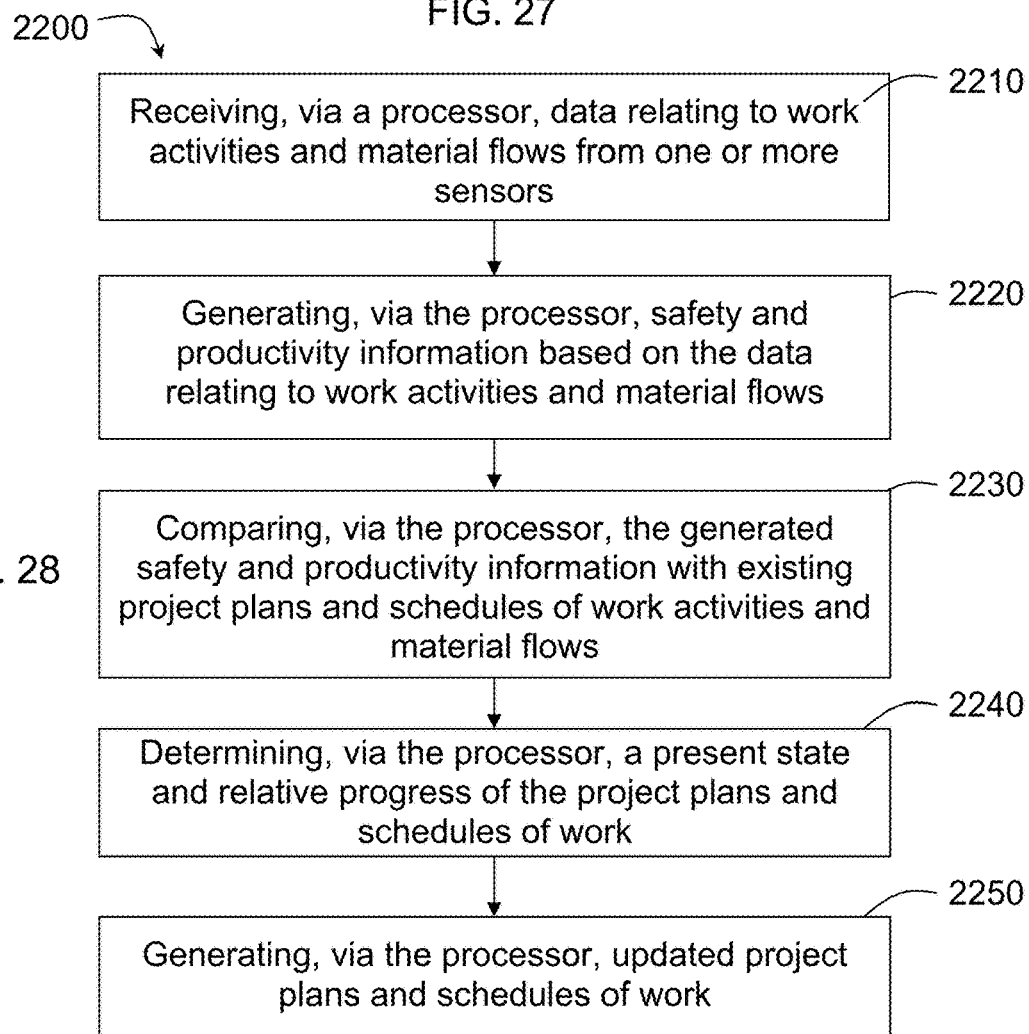 FIG. 27
2200
2210
Receiving, via a processor, data relating to work
activities and material flows from one or more
sensors
2220
Generating, via the processor, safety and
productivity information based on the data
relating to work activities and material flows
2230
Comparing, via the processor, the generated
safety and productivity information with existing
project plans and schedules of work activities and
material flows
. 28
2240
Determining, via the processor, a present state
and relative progress of the project plans and
schedules of work
2250
Generating, via the processor, updated project
plans and schedules of work